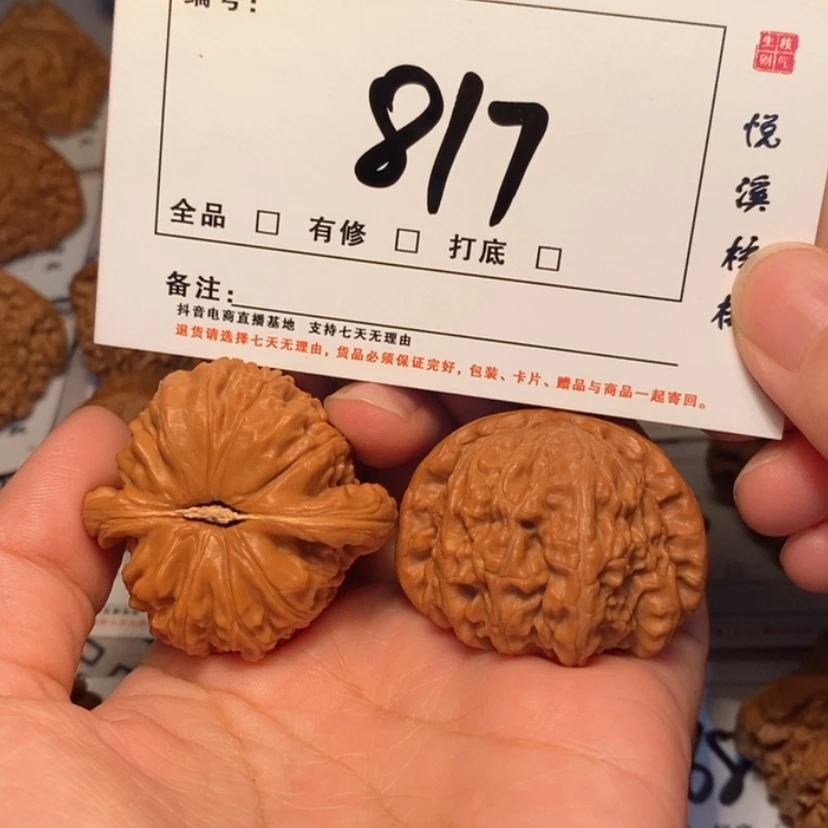 编号:
817
全品 □ 有修 □ 打底 □
备注:
抖音电商直播基地 支持七天无理由
退货请选择七天无理由,货品必须保证完好,包装、卡片、赠品与商品一起寄回。
悦溪核